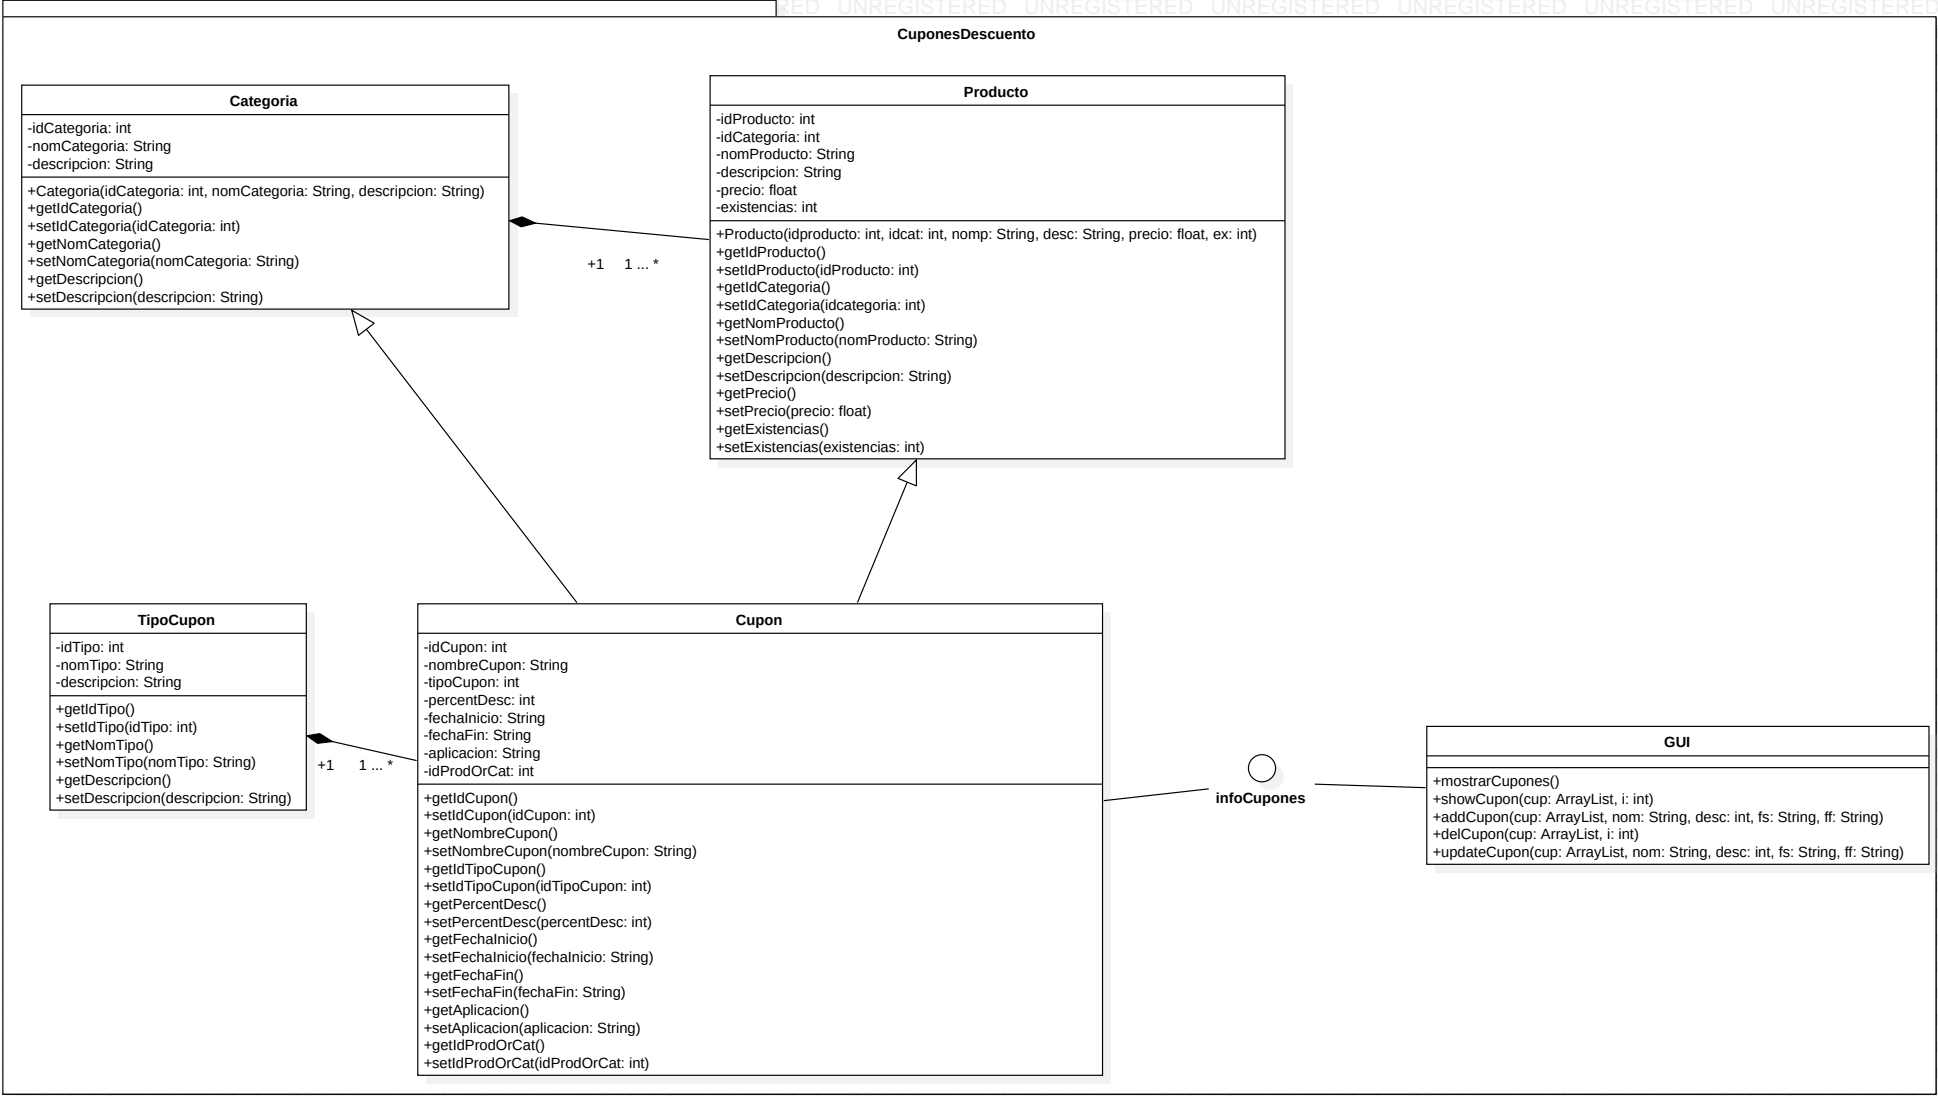 RED UNREGISTERED UNREGISTERED UNREGISTERED UNREGISTERED UNREGISTERED UNREGISTERED
CuponesDescuento
Categoria
-idCategoria: int
-nomCategoria: String
-descripcion: String
+Categoria(idCategoria: int, nomCategoria: String, descripcion: String)
+getIdCategoria()
+setIdCategoria(idCategoria: int)
+getNomCategoria()
+setNomCategoria(nomCategoria: String)
+getDescripcion()
+setDescripcion(descripcion: String)
+1 1 ... *
Producto
-idProducto: int
-idCategoria: int
-nomProducto: String
-descripcion: String
-precio: float
-existencias: int
+Producto(idproducto: int, idcat: int, nomp: String, desc: String, precio: float, ex: int)
+getIdProducto()
+setIdProducto(idProducto: int)
+getIdCategoria()
+setIdCategoria(idcategoria: int)
+getNomProducto()
+setNomProducto(nomProducto: String)
+getDescripcion()
+setDescripcion(descripcion: String)
+getPrecio()
+setPrecio(precio: float)
+getExistencias()
+setExistencias(existencias: int)
TipoCupon
-idTipo: int
-nomTipo: String
-descripcion: String
+getIdTipo()
+setIdTipo(idTipo: int)
+getNomTipo()
+setNomTipo(nomTipo: String)
+getDescripcion()
+setDescripcion(descripcion: String)
+1 1 ... *
Cupon
-idCupon: int
-nombreCupon: String
-tipoCupon: int
-percentDesc: int
-fechaInicio: String
-fechaFin: String
-aplicacion: String
-idProdOrCat: int
+getIdCupon()
+setIdCupon(idCupon: int)
+getNombreCupon()
+setNombreCupon(nombreCupon: String)
+getIdTipoCupon()
+setIdTipoCupon(idTipoCupon: int)
+getPercentDesc()
+setPercentDesc(percentDesc: int)
+getFechaInicio()
+setFechaInicio(fechaInicio: String)
+getFechaFin()
+setFechaFin(fechaFin: String)
+getAplicacion()
+setAplicacion(aplicacion: String)
+getIdProdOrCat()
+setIdProdOrCat(idProdOrCat: int)
infoCupones
GUI
+mostrarCupones()
+showCupon(cup: ArrayList, i: int)
+addCupon(cup: ArrayList, nom: String, desc: int, fs: String, ff: String)
+delCupon(cup: ArrayList, i: int)
+updateCupon(cup: ArrayList, nom: String, desc: int, fs: String, ff: String)